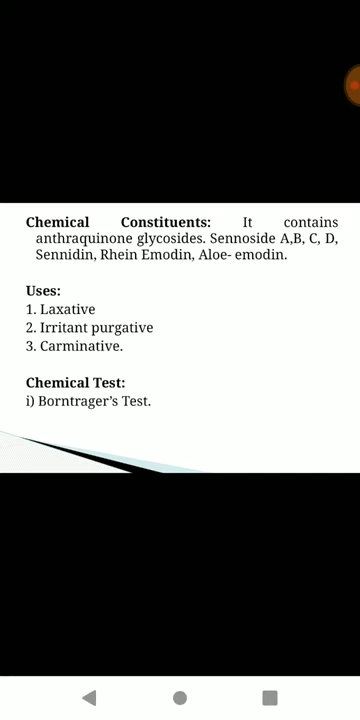 Chemical Constituents: It contains
anthraquinone glycosides. Sennoside A,B, C, D,
Sennidin, Rhein Emodin, Aloe- emodin.
Uses:
1. Laxative
2. Irritant purgative
3. Carminative.
Chemical Test:
i) Borntrager’s Test.